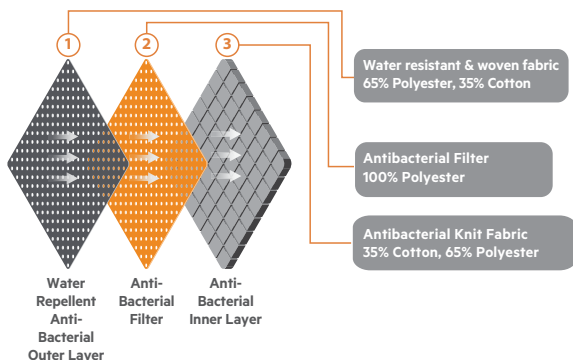 1
2
3
Water resistant & woven fabric
65% Polyester, 35% Cotton
Antibacterial Filter
100% Polyester
Antibacterial Knit Fabric
35% Cotton, 65% Polyester
Water
Repellent
Anti-
Bacterial
Outer Layer
Anti-
Bacterial
Filter
Anti-
Bacterial
Inner Layer